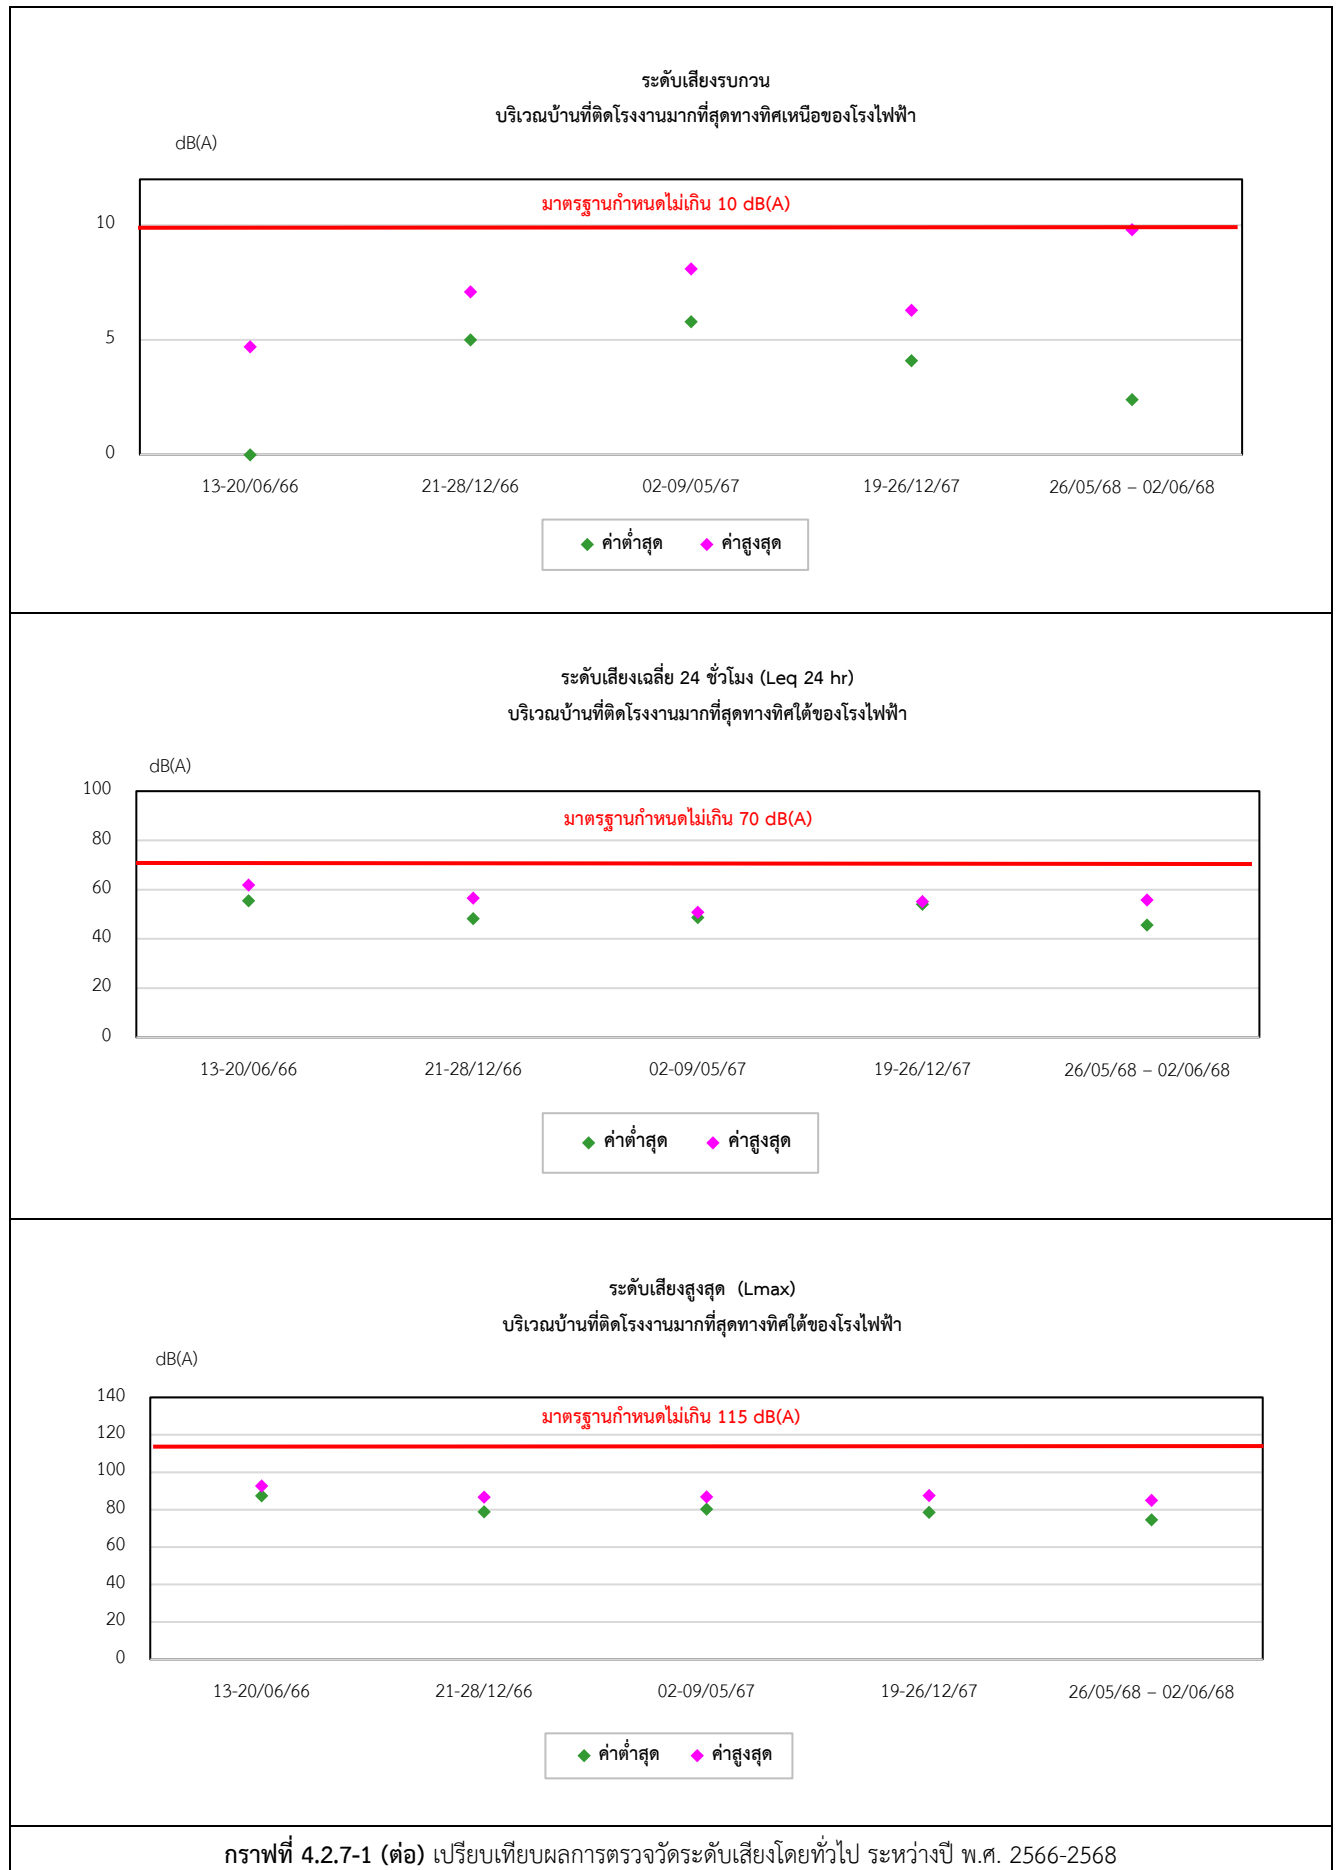 ระดับเสียงรบกวน
บริเวณบ้านที่ติดโรงงานมากที่สุดทางทิศเหนือของโรงไฟฟ้า
dB(A)
มาตรฐานกำหนดไม่เกิน 10 dB(A)
10
5
0
13-20/06/66 21-28/12/66 02-09/05/67 19-26/12/67 26/05/68 – 02/06/68
ค่าต่ำสุด ค่าสูงสุด
ระดับเสียงเฉลี่ย 24 ชั่วโมง (Leq 24 hr)
บริเวณบ้านที่ติดโรงงานมากที่สุดทางทิศใต้ของโรงไฟฟ้า
dB(A)
100
มาตรฐานกำหนดไม่เกิน 70 dB(A)
80
60
40
20
0
13-20/06/66 21-28/12/66 02-09/05/67 19-26/12/67 26/05/68 – 02/06/68
ค่าต่ำสุด ค่าสูงสุด
ระดับเสียงสูงสุด (Lmax)
บริเวณบ้านที่ติดโรงงานมากที่สุดทางทิศใต้ของโรงไฟฟ้า
dB(A)
140
มาตรฐานกำหนดไม่เกิน 115 dB(A)
120
100
80
60
40
20
0
13-20/06/66 21-28/12/66 02-09/05/67 19-26/12/67 26/05/68 – 02/06/68
ค่าต่ำสุด ค่าสูงสุด
กราฟที่ 4.2.7-1 (ต่อ) เปรียบเทียบผลการตรวจวัดระดับเสียงโดยทั่วไป ระหว่างปี พ.ศ. 2566-2568